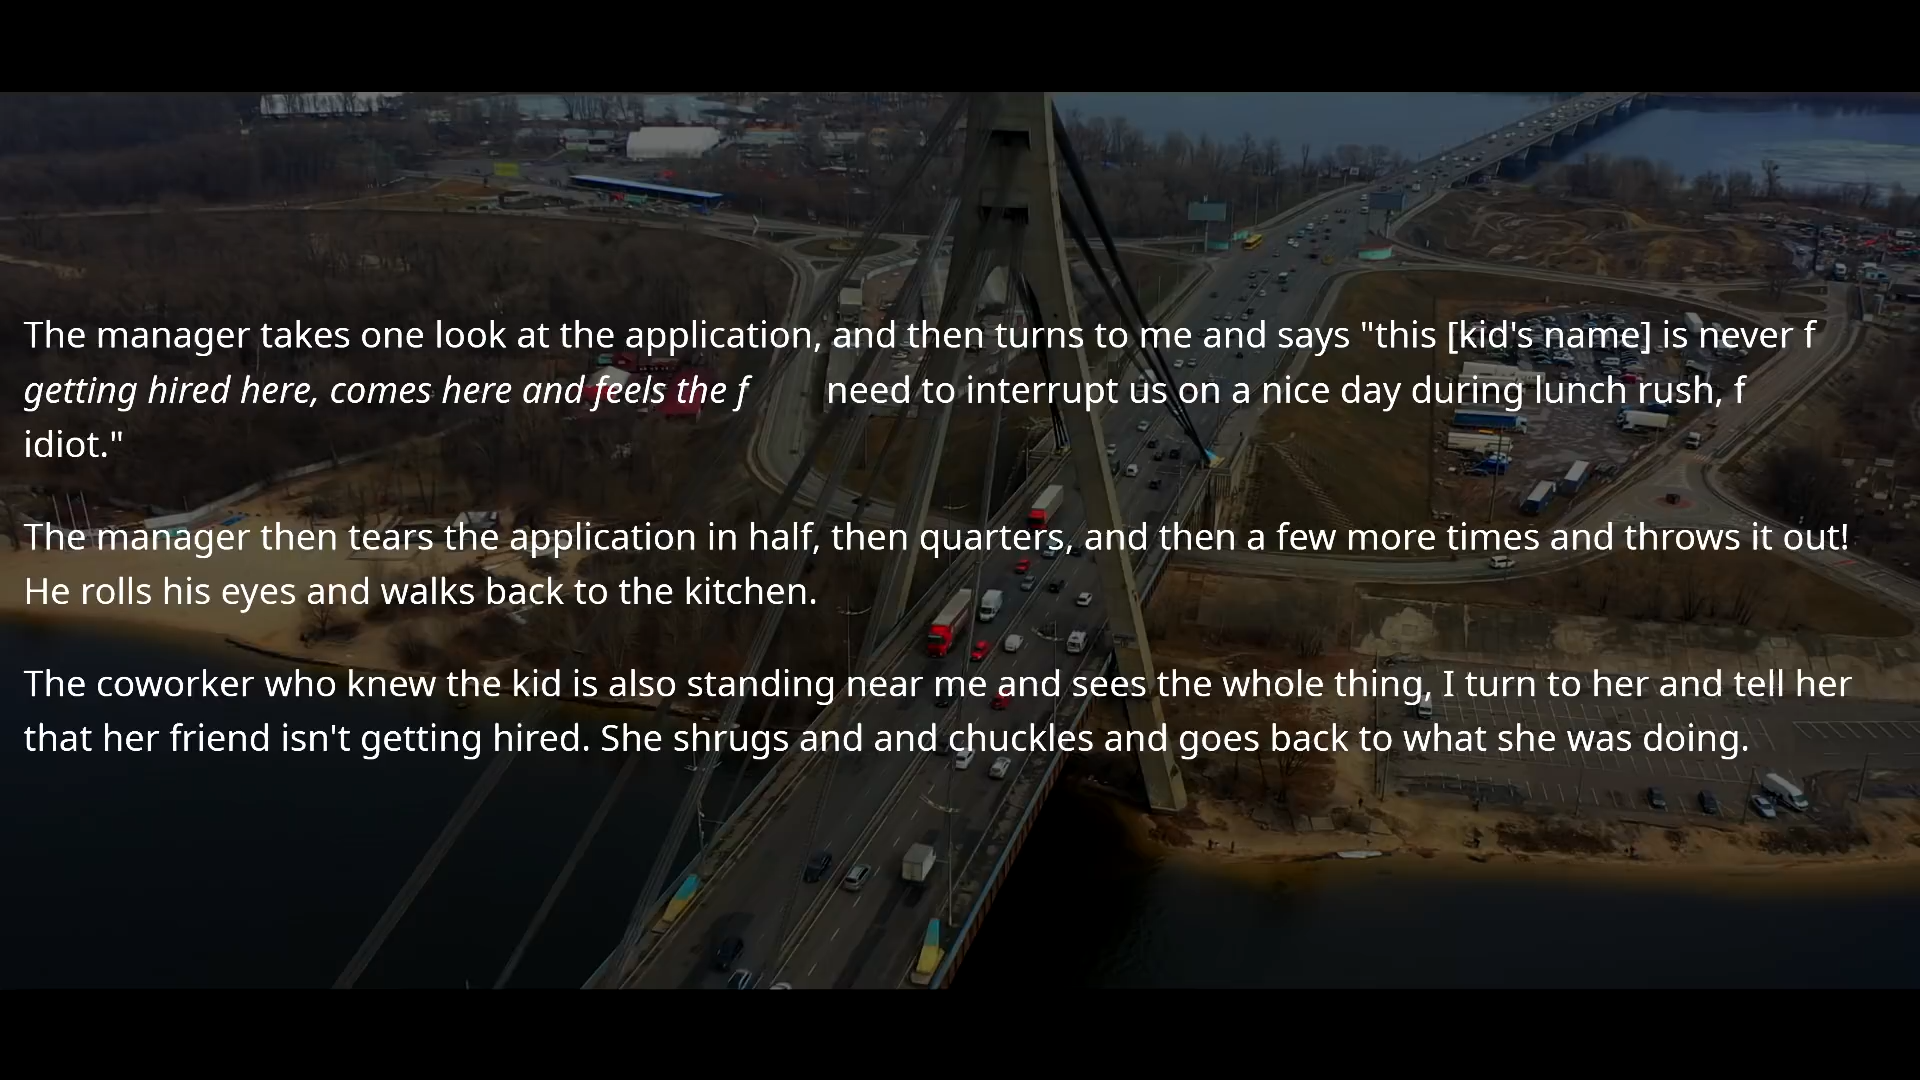 The manager takes one look at the application, and then turns to me and says "this [kid's name] is never f
getting hired here, comes here and feels the f need to interrupt us on a nice day during lunch rush, f
idiot."
The manager then tears the application in half, then quarters, and then a few more times and throws it out!
He rolls his eyes and walks back to the kitchen.
The coworker who knew the kid is also standing near me and sees the whole thing, I turn to her and tell her
that her friend isn't getting hired. She shrugs and and chuckles and goes back to what she was doing.